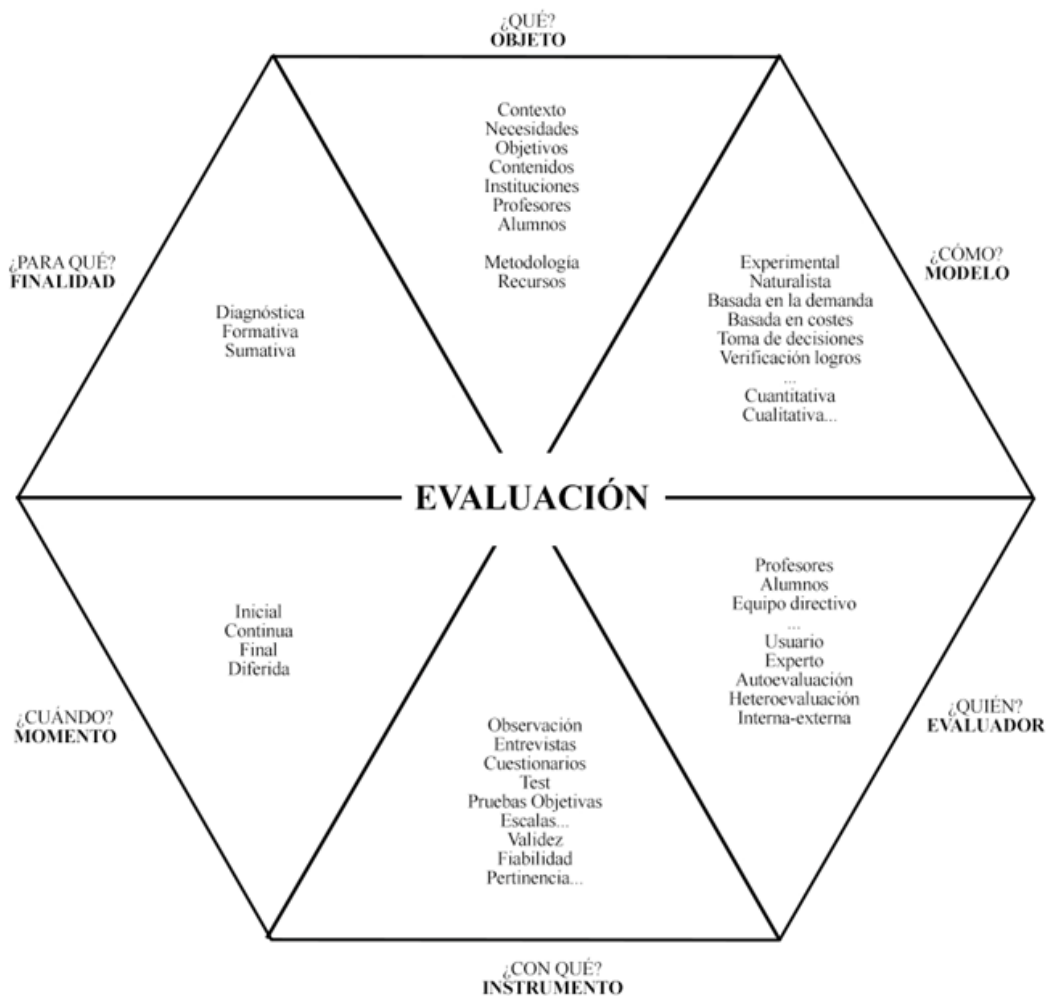 ¿QUÉ?
OBJETO
Contexto
Necesidades
Objetivos
Contenidos
Instituciones
Profesores
Alumnos
Metodología
Recursos
¿PARA QUÉ?
FINALIDAD
Diagnóstica
Formativa
Sumativa
¿CÓMO?
MODELO
Experimental
Naturalista
Basada en la demanda
Basada en costes
Toma de decisiones
Verificación logros
...
Cuantitativa
Cualitativa...
EVALUACIÓN
Inicial
Continua
Final
Diferida
¿CUÁNDO?
MOMENTO
Profesores
Alumnos
Equipo directivo
...
Usuario
Experto
Autoevaluación
Heteroevaluación
Interna-externa
¿QUIÉN?
EVALUADOR
Observación
Entrevistas
Cuestionarios
Test
Pruebas Objetivas
Escalas...
Validez
Fiabilidad
Pertinencia...
¿CON QUÉ?
INSTRUMENTO